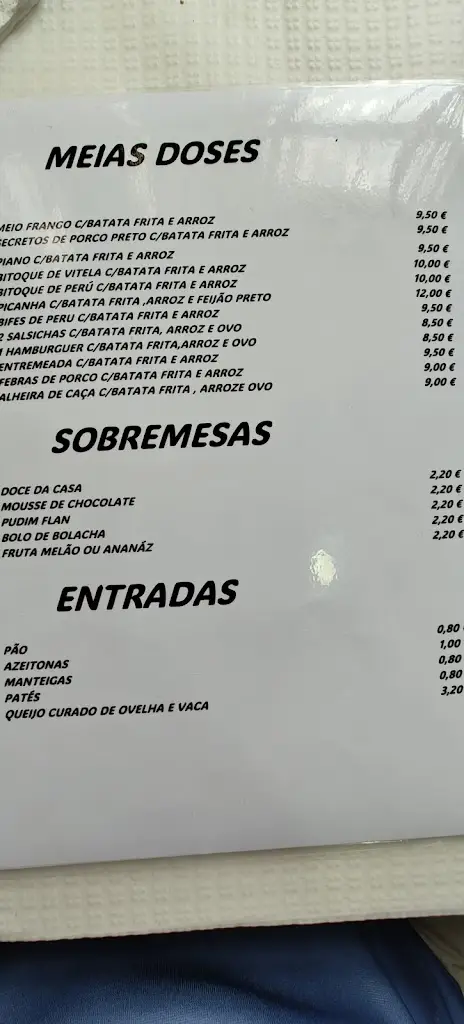 MEIAS DOSES
MEIO FRANGO C/BATATA FRITA E ARROZ 9,50 €
SECRETOS DE PORCO PRETO C/BATATA FRITA E ARROZ 9,50 €
PIANO C/BATATA FRITA E ARROZ 9,50 €
BITOQUE DE VITELA C/BATATA FRITA E ARROZ 10,00 €
BITOQUE DE PERÚ C/BATATA FRITA E ARROZ 10,00 €
PICANHA C/BATATA FRITA ,ARROZ E FEIJÃO PRETO 12,00 €
BIFES DE PERU C/BATATA FRITA E ARROZ 9,50 €
2 SALSICHAS C/BATATA FRITA, ARROZ E OVO 8,50 €
1 HAMBURGUER C/BATATA FRITA,ARROZ E OVO 8,50 €
ENTREMEADA C/BATATA FRITA E ARROZ 9,50 €
FEBRAS DE PORCO C/BATATA FRITA E ARROZ 9,00 €
ALHEIRA DE CAÇA C/BATATA FRITA , ARROZE OVO 9,00 €
SOBREMESAS
DOCE DA CASA 2,20 €
MOUSSE DE CHOCOLATE 2,20 €
PUDIM FLAN 2,20 €
BOLO DE BOLACHA 2,20 €
FRUTA MELÃO OU ANANÁZ 2,20 €
ENTRADAS
PÃO 0,80
AZEITONAS 1,00
MANTEIGAS 0,80
PATÉS 0,80
QUEIJO CURADO DE OVELHA E VACA 3,20